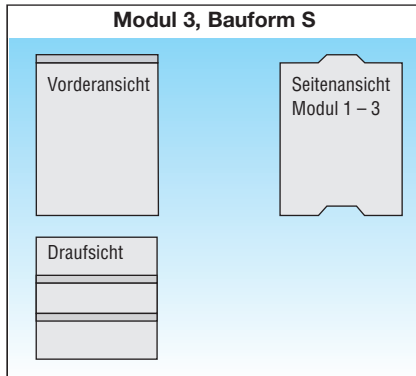 Modul 3, Bauform S
Vorderansicht
Seitenansicht
Modul 1 – 3
Draufsicht